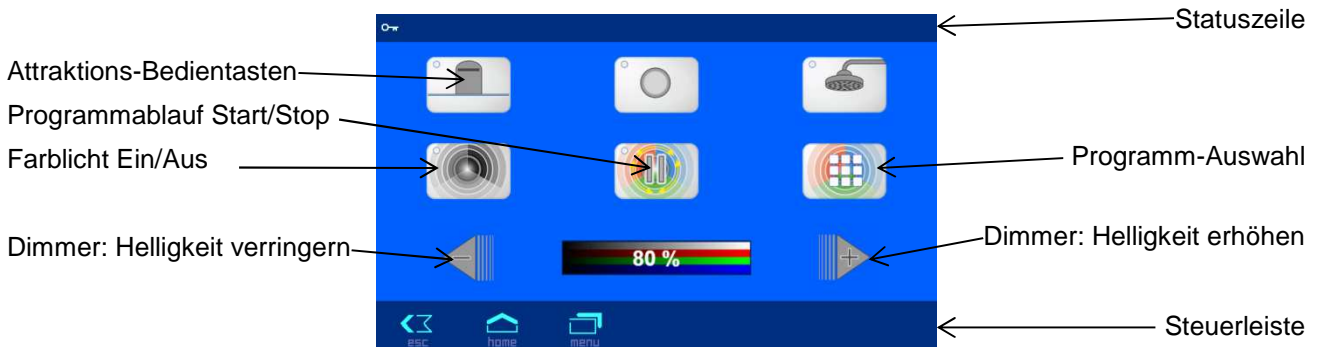 Statuszeile
Attraktions-Bedientasten
Programmablauf Start/Stop
Farblicht Ein/Aus
Programm-Auswahl
Dimmer: Helligkeit verringern
80 %
Dimmer: Helligkeit erhöhen
esc home menu
Steuerleiste